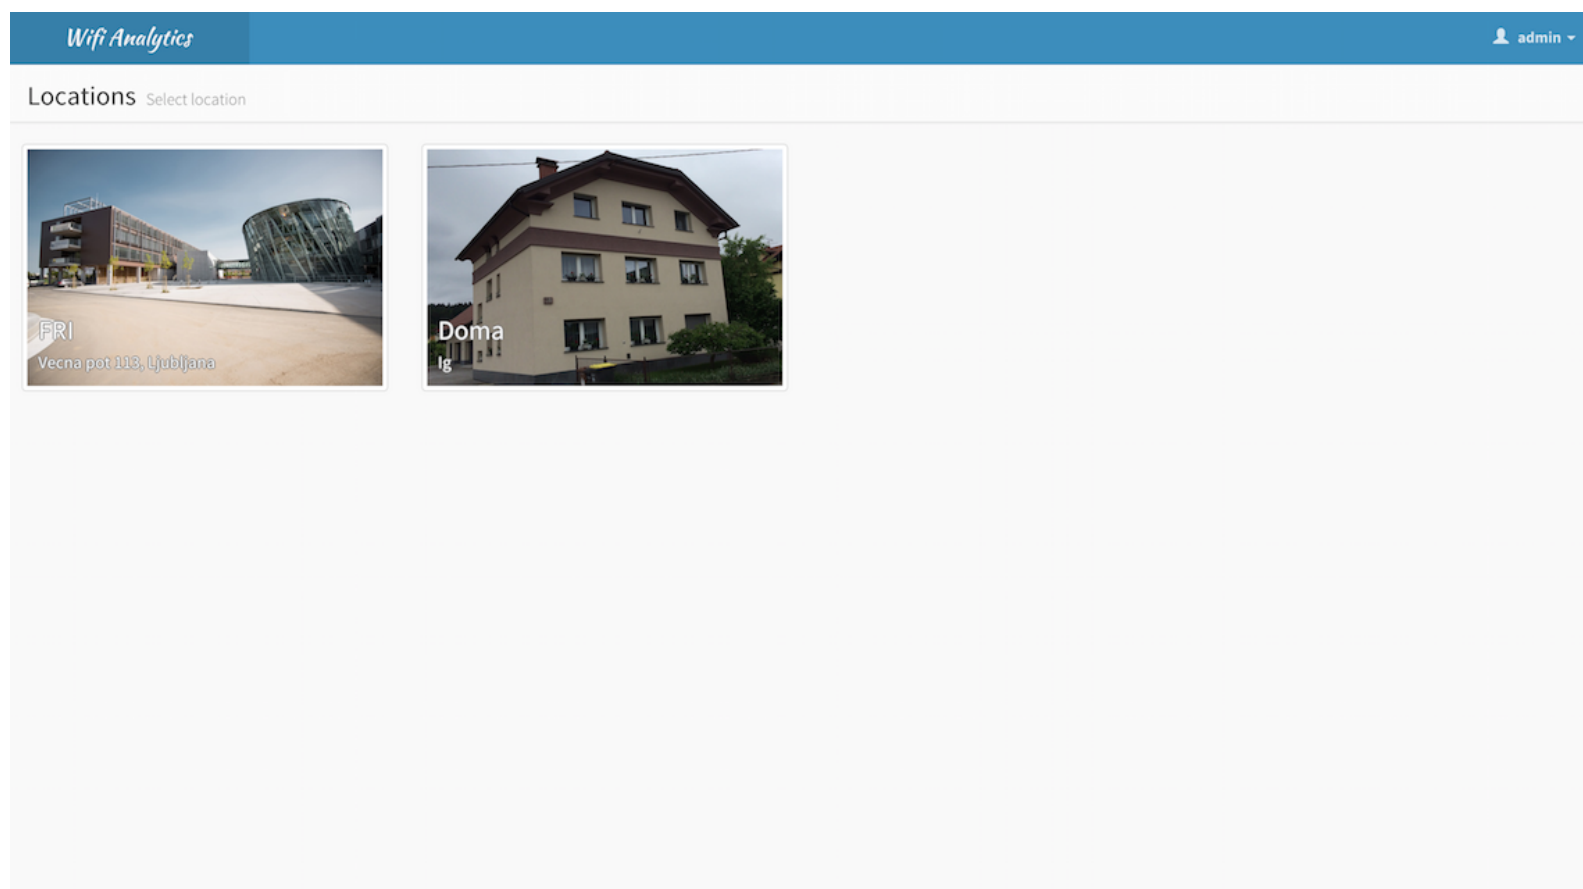 Wifi Analytics
admin
Locations Select location
FRI
Vecna pot 113, Ljubljana
Doma
Ig